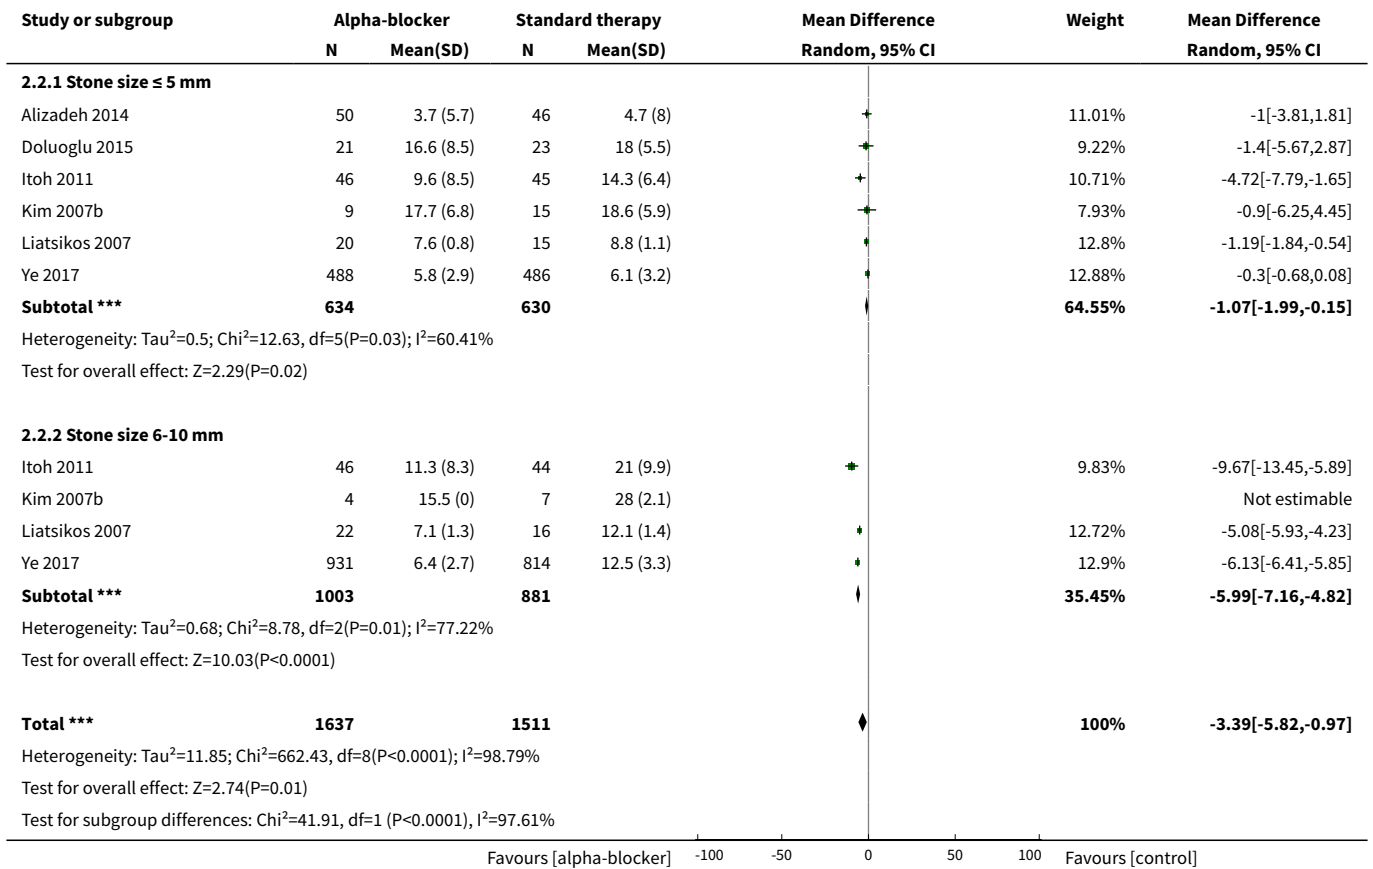 Study or subgroup Alpha-blocker Standard therapy Mean Difference Weight Mean Difference
N Mean(SD) N Mean(SD) Random, 95% CI Random, 95% CI
2.2.1 Stone size ≤ 5 mm
Alizadeh 2014 50 3.7 (5.7) 46 4.7 (8) 11.01% -1[-3.81,1.81]
Doluoglu 2015 21 16.6 (8.5) 23 18 (5.5) 9.22% -1.4[-5.67,2.87]
Itoh 2011 46 9.6 (8.5) 45 14.3 (6.4) 10.71% -4.72[-7.79,-1.65]
Kim 2007b 9 17.7 (6.8) 15 18.6 (5.9) 7.93% -0.9[-6.25,4.45]
Liatsikos 2007 20 7.6 (0.8) 15 8.8 (1.1) 12.8% -1.19[-1.84,-0.54]
Ye 2017 488 5.8 (2.9) 486 6.1 (3.2) 12.88% -0.3[-0.68,0.08]
Subtotal *** 634 630 64.55% -1.07[-1.99,-0.15]
Heterogeneity: Tau²=0.5; Chi²=12.63, df=5(P=0.03); I²=60.41%
Test for overall effect: Z=2.29(P=0.02)
2.2.2 Stone size 6-10 mm
Itoh 2011 46 11.3 (8.3) 44 21 (9.9) 9.83% -9.67[-13.45,-5.89]
Kim 2007b 4 15.5 (0) 7 28 (2.1) Not estimable
Liatsikos 2007 22 7.1 (1.3) 16 12.1 (1.4) 12.72% -5.08[-5.93,-4.23]
Ye 2017 931 6.4 (2.7) 814 12.5 (3.3) 12.9% -6.13[-6.41,-5.85]
Subtotal *** 1003 881 35.45% -5.99[-7.16,-4.82]
Heterogeneity: Tau²=0.68; Chi²=8.78, df=2(P=0.01); I²=77.22%
Test for overall effect: Z=10.03(P<0.0001)
Total *** 1637 1511 100% -3.39[-5.82,-0.97]
Heterogeneity: Tau²=11.85; Chi²=662.43, df=8(P<0.0001); I²=98.79%
Test for overall effect: Z=2.74(P=0.01)
Test for subgroup differences: Chi²=41.91, df=1 (P<0.0001), I²=97.61%
Favours [alpha-blocker] -100 -50 0 50 100 Favours [control]